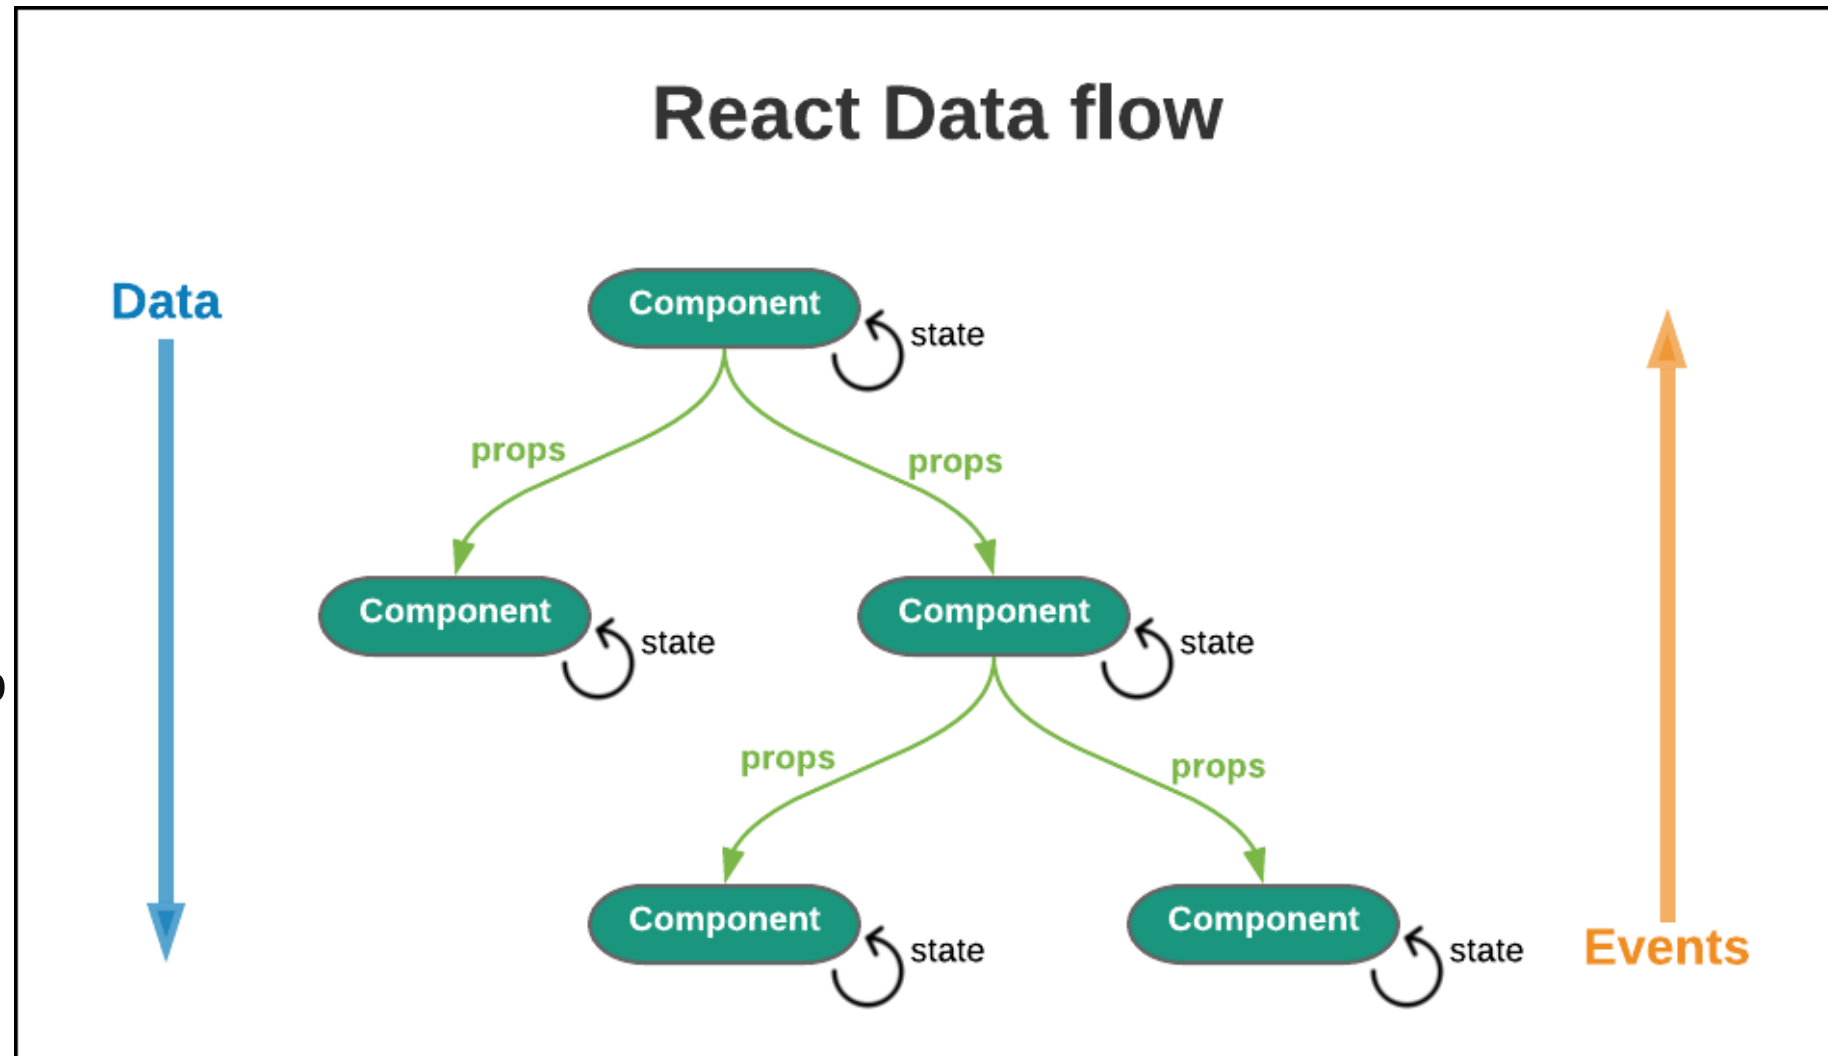 React Data flow
Data
Component
state
props
props
Component
state
Component
state
props
props
Component
state
Component
state
Events